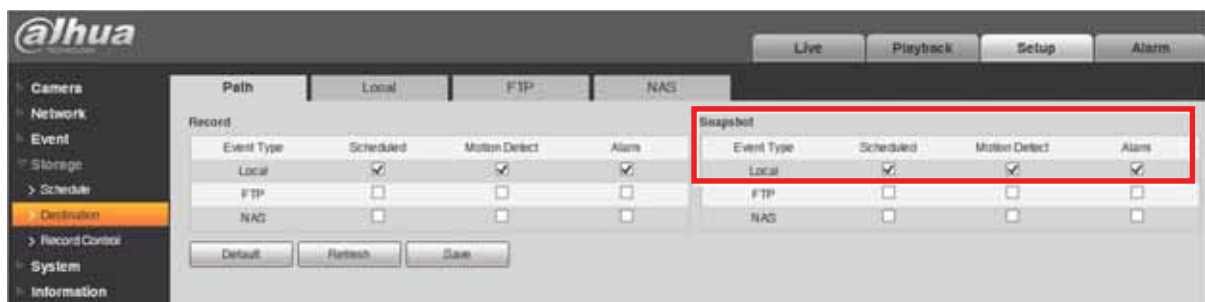 alhua
TECHNOLOGY
Live Playback Setup Alarm
Camera
Network
Event
Storage
Schedule
Destination
Record Control
System
Information
Path Local FTP NAS
Record
Event Type Scheduled Motion Detect Alarm
Local
FTP
NAS
Default Refresh Save
Snapshot
Event Type Scheduled Motion Detect Alarm
Local
FTP
NAS